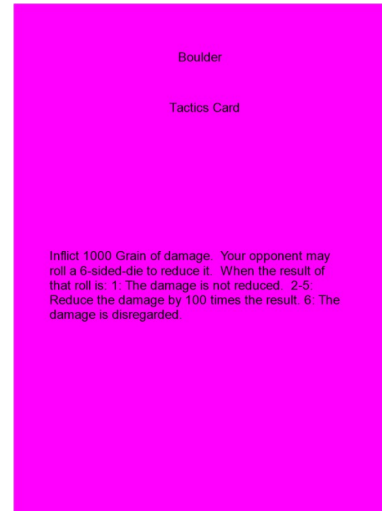 Boulder
Tactics Card
Inflict 1000 Grain of damage.  Your opponent may
roll a 6-sided-die to reduce it.  When the result of
that roll is: 1: The damage is not reduced.  2-5:
Reduce the damage by 100 times the result. 6: The
damage is disregarded.